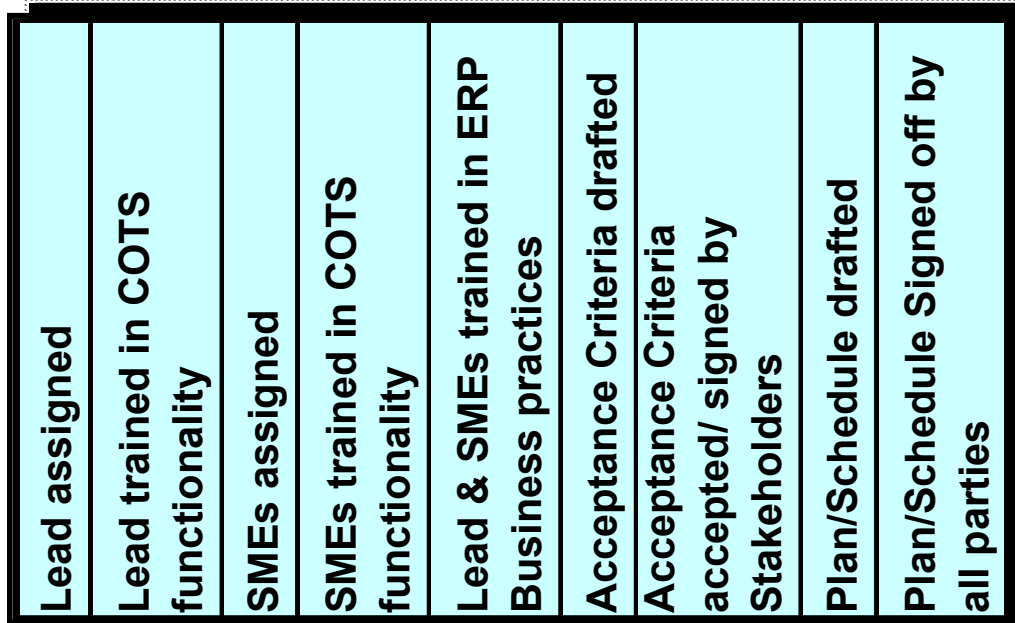 Lead assigned
Lead trained in COTS
functionality
SMEs assigned
SMEs trained in COTS
functionality
Lead & SMEs trained in ERP
Business practices
Acceptance Criteria drafted
Acceptance Criteria
accepted/ signed by
Stakeholders
Plan/Schedule drafted
Plan/Schedule Signed off by
all parties